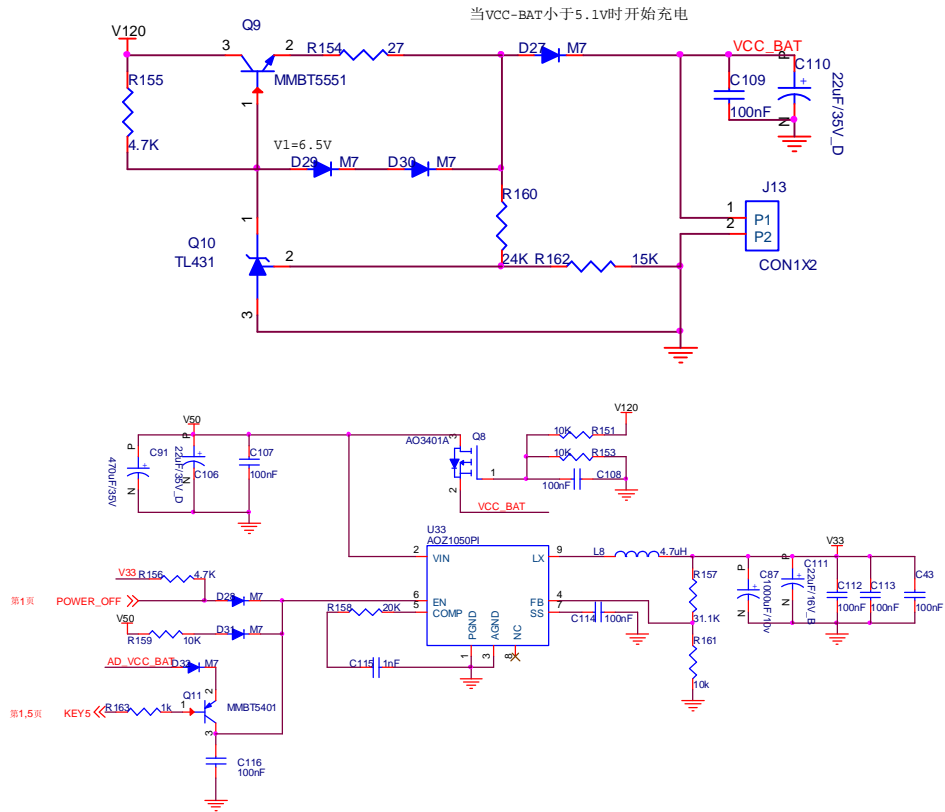 当VCC-BAT小于5.1V时开始充电
V120
Q9
3
2
R154
27
D27
M7
VCC_BAT
MMBT5551
1
R155
4.7K
C109
100nF
P
C110
N
22uF/35V_D
V1=6.5V
D29
M7
D30
M7
R160
24K
R162
15K
J13
1
2
P1
P2
CON1X2
1
Q10
TL431
2
3
V50
P
C91
N
470uF/35V
P
22uF/35V_D
N
C106
C107
100nF
AO3401A
3
Q8
1
2
VCC_BAT
V120
10K
R151
10K
R153
100nF
C108
U33
AOZ1050PI
2
VIN
LX
9
6
EN
5
COMP
FB
4
SS
7
PGND
AGND
NC
1
3
8
L8
4.7uH
V33
R157
31.1K
R161
10k
P
C87
N
1000uF/10v
P
C111
N
22uF/16V_B
C112
100nF
C113
100nF
C43
100nF
C114
100nF
V33
R156
4.7K
第1页
POWER_OFF
D28
M7
V50
R159
10K
D31
M7
AD_VCC_BAT
D32
M7
Q11
2
1
3
MMBT5401
第1,5页
KEY5
R163
1k
C116
100nF
R158
20K
C115
1nF